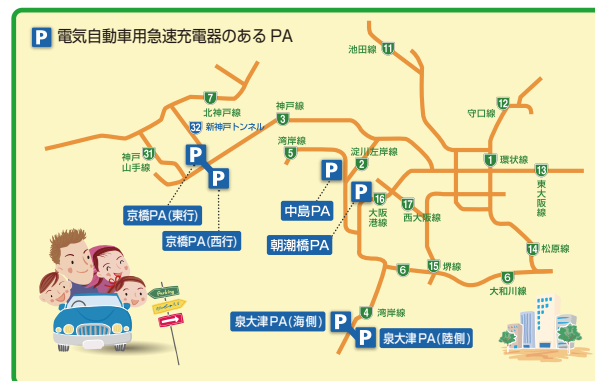 P 電気自動車用急速充電器のあるPA
池田線 11
12
守口線
7
北神戸線
32 新神戸トンネル
神戸線
3
湾岸線
5
淀川左岸線
2
1 環状線
13
東大阪線
31
神戸
山手線
P
P
P
P
16
大阪
港線
17
西大阪線
京橋PA(東行)
京橋PA(西行)
中島PA
朝潮橋PA
14 松原線
15 堺線
6
6
大和川線
4 湾岸線
P
P
泉大津PA(海側)
泉大津PA(陸側)
Parking